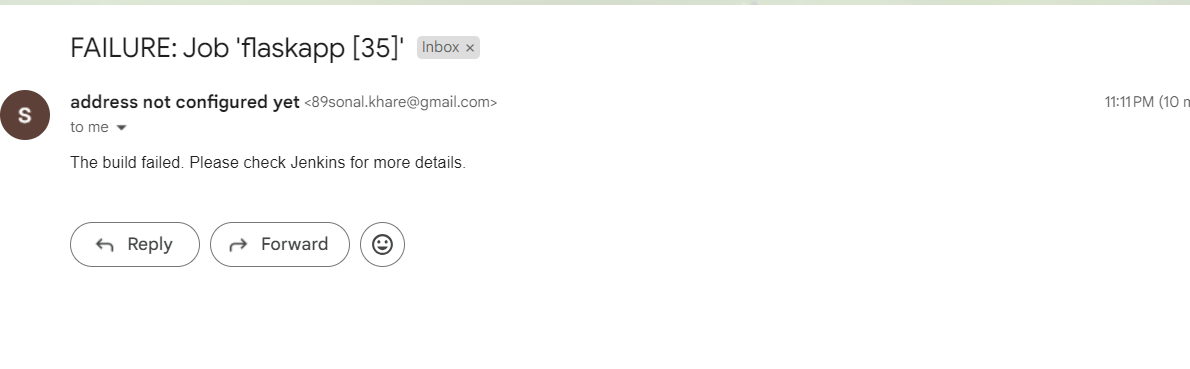 FAILURE: Job 'flaskapp [35]' Inbox ×
S
address not configured yet <89sonal.khare@gmail.com> 11:11 PM (10
to me
The build failed. Please check Jenkins for more details.
Reply Forward